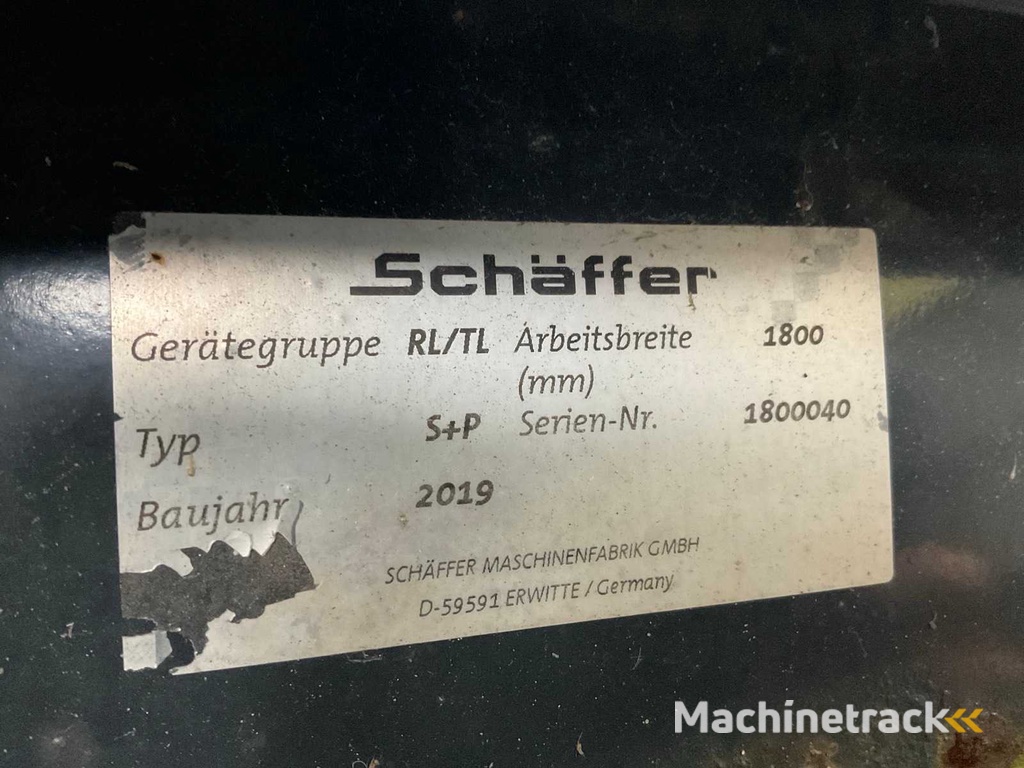 Schäffer
Gerätegruppe RL/TL Arbeitsbreite 1800
(mm)
Typ S+P Serien-Nr. 1800040
Baujahr 2019
SCHÄFFER MASCHINENFABRIK GMBH
D-59591 ERWITTE / Germany
Machinetrack